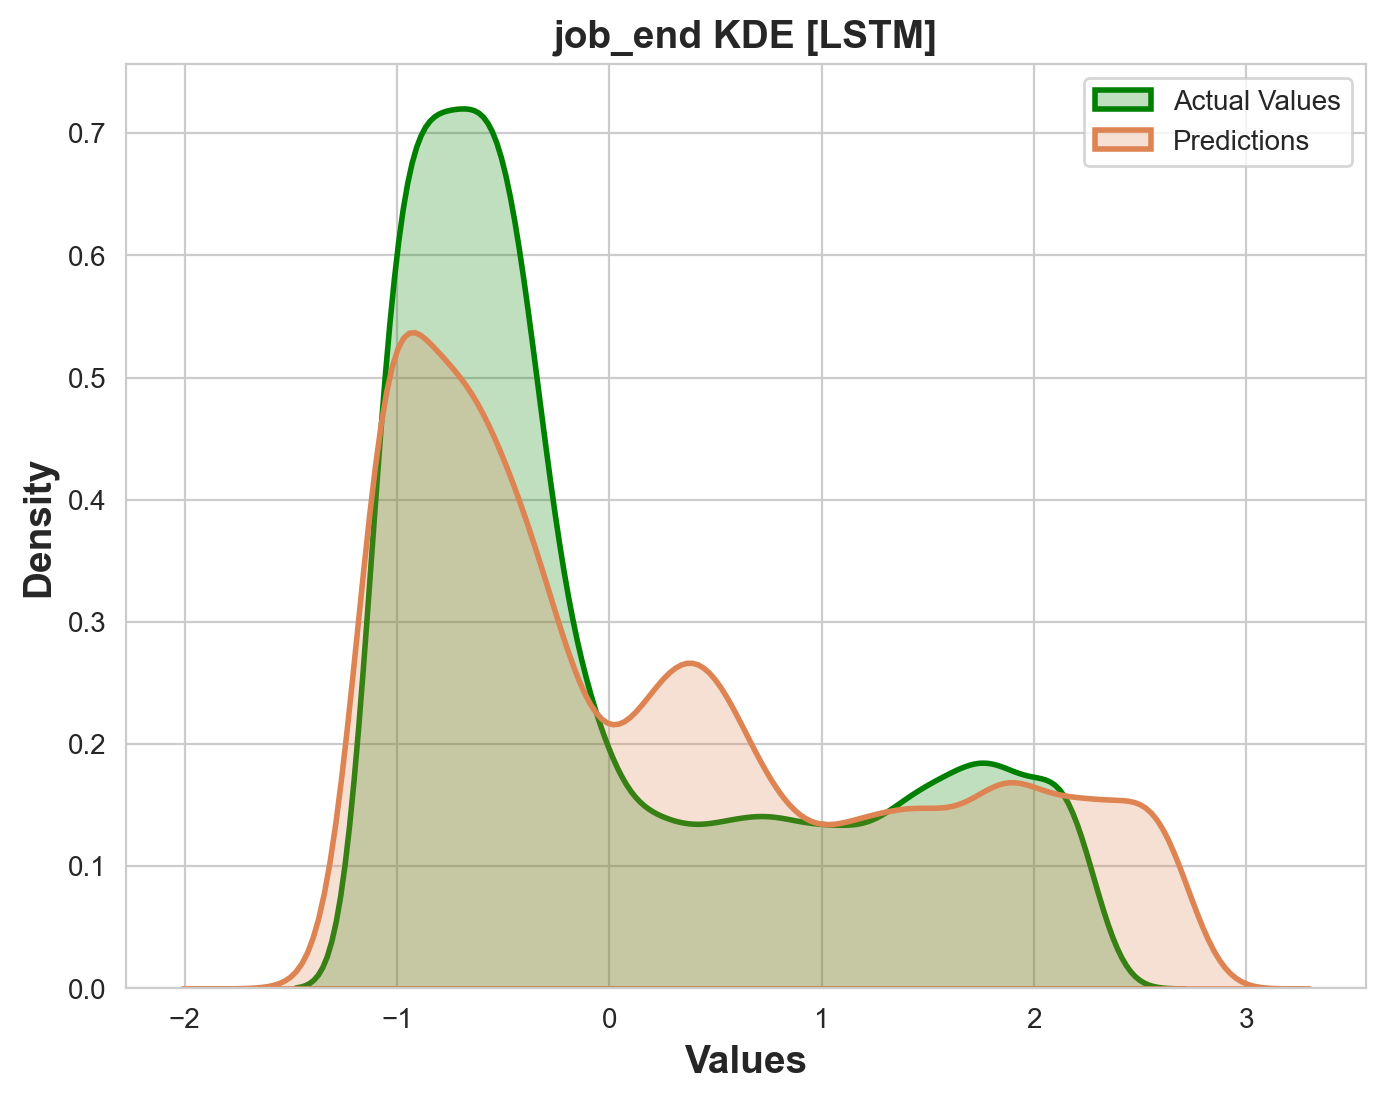 job_end KDE [LSTM]
Actual Values
Predictions
Density
0.7
0.6
0.5
0.4
0.3
0.2
0.1
0.0
−2 −1 0 1 2 3
Values